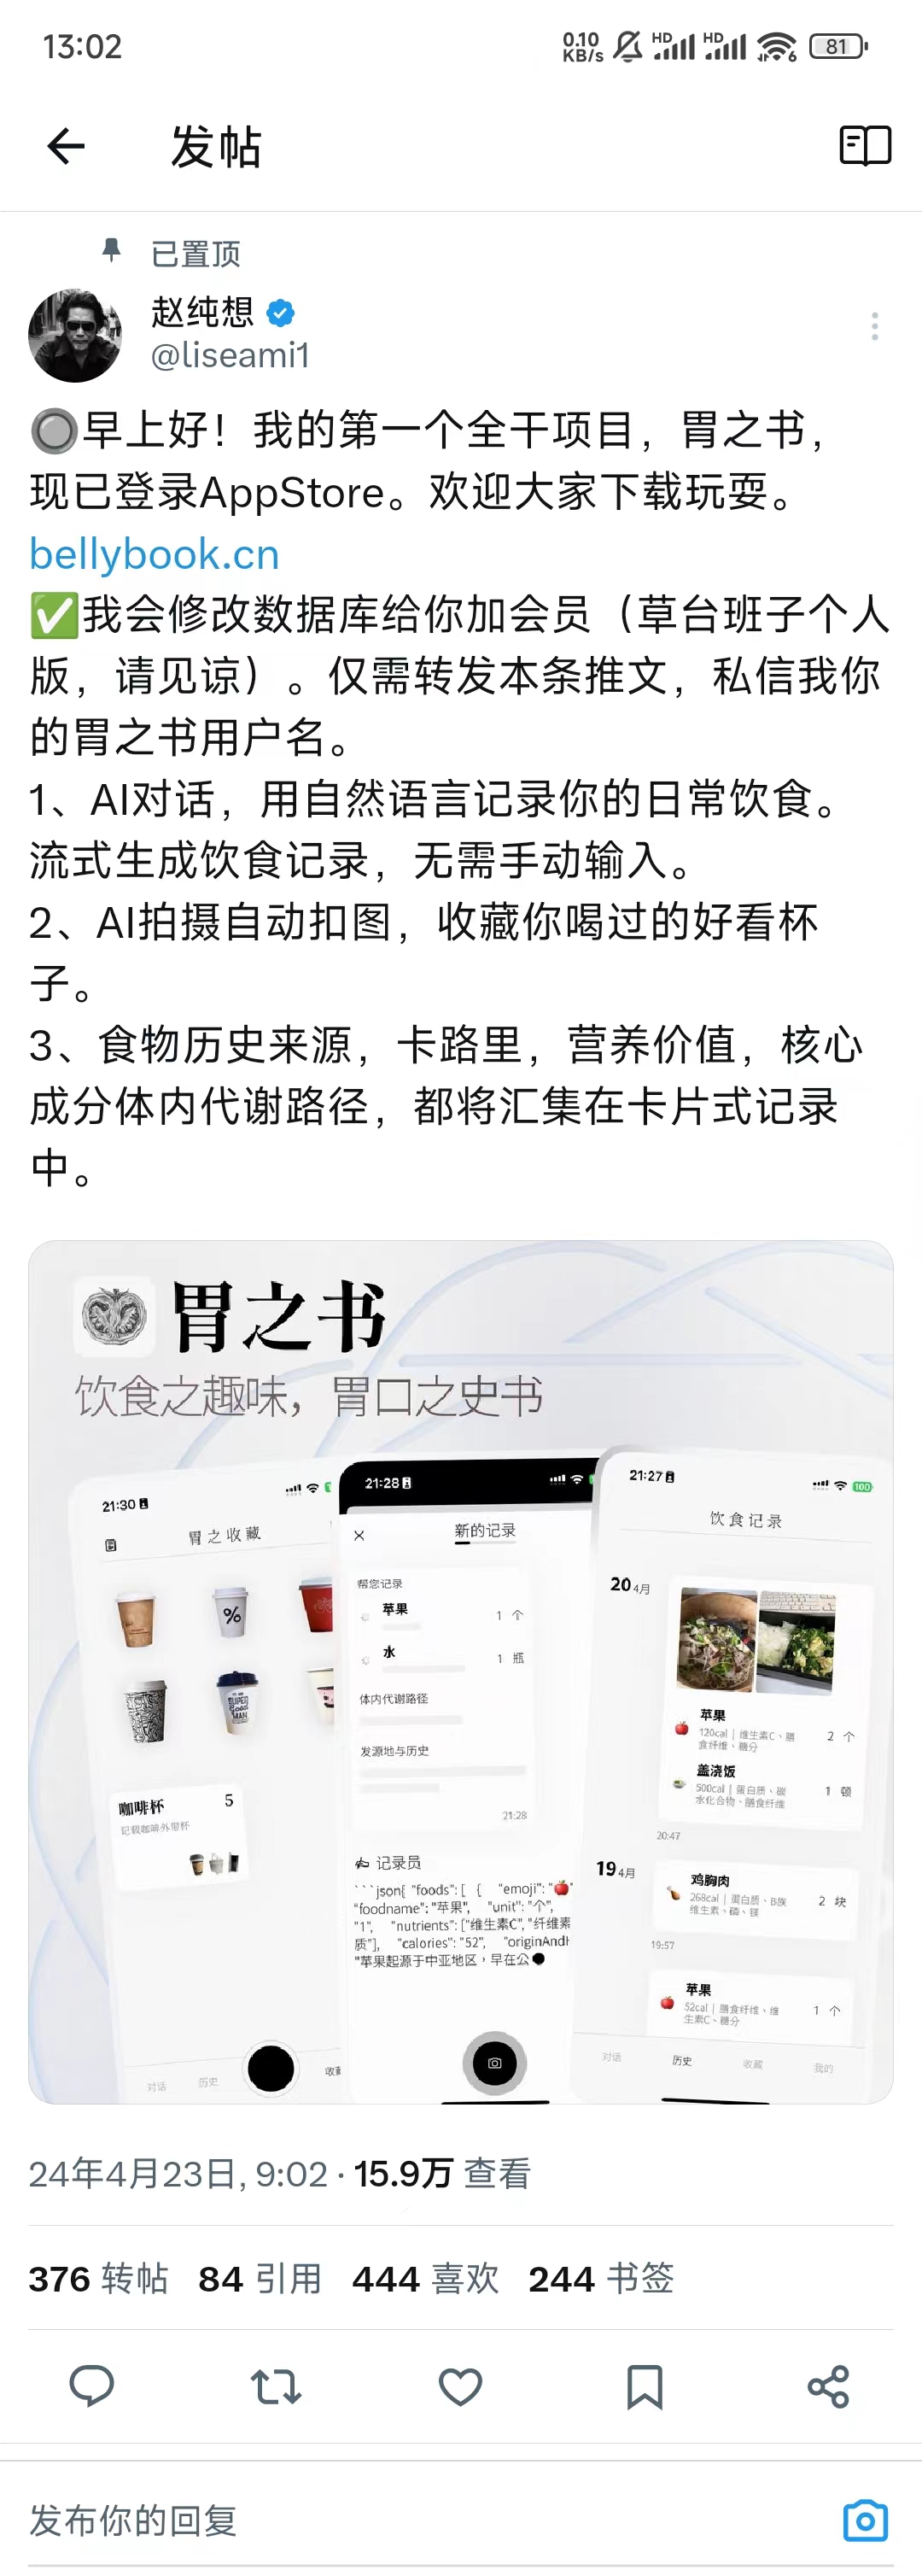 13:02
0.10
KB/s
HD
HD
6
81
发帖
已置顶
赵纯想
@liseami1
🔘早上好！我的第一个全干项目，胃之书，
现已登录AppStore。欢迎大家下载玩耍。
bellybook.cn
✅我会修改数据库给你加会员（草台班子个人
版，请见谅）。仅需转发本条推文，私信我你
的胃之书用户名。
1、AI对话，用自然语言记录你的日常饮食。
流式生成饮食记录，无需手动输入。
2、AI拍摄自动扣图，收藏你喝过的好看杯
子。
3、食物历史来源，卡路里，营养价值，核心
成分体内代谢路径，都将汇集在卡片式记录
中。
胃之书
饮食之趣味，胃口之史书
21:30
胃之收藏
%
SUPER
Good
MAN
咖啡杯
5
记载咖啡外带杯
对话
历史
收藏
21:28
新的记录
帮您记录
苹果
1 个
水
1 瓶
体内代谢路径
发源地与历史
21:28
记录员
```json{ "foods": [ { "emoji": "🍎"
"foodname": "苹果", "unit": "个",
"1", "nutrients": ["维生素C", "纤维素
质"], "calories": "52", "originAndH
"苹果起源于中亚地区，早在公
21:27
100
饮食记录
20 4月
苹果
120cal | 维生素C、膳
食纤维、糖分
2 个
盖浇饭
500cal | 蛋白质、碳
水化合物、膳食纤维
1 顿
20:47
19 4月
鸡胸肉
268cal | 蛋白质、B族
维生素、磷、镁
2 块
19:57
苹果
52cal | 膳食纤维、维
生素C、糖分
1 个
对话
历史
收藏
我的
24年4月23日, 9:02 · 15.9万 查看
376 转帖 84 引用 444 喜欢 244 书签
发布你的回复